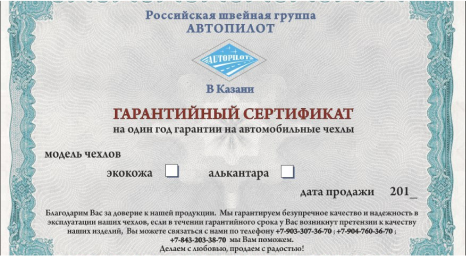 Российская швейная группа
АВТОПИЛОТ
AUTOPILOT
В Казани
ГАРАНТИЙНЫЙ СЕРТИФИКАТ
на один год гарантии на автомобильные чехлы
модель чехлов
экокожа алькантара
дата продажи 201_
Благодарим Вас за доверие к нашей продукции. Мы гарантируем безупречное качество и надежность в
эксплуатации наших чехлов, если в течении гарантийного срока у Вас возникнут претензии к качеству
наших изделий, Вы можете связаться с нами по телефону +7-903-307-36-70 ; +7-904-760-36-70 ;
+7-843-203-38-70 мы Вам поможем.
Делаем с любовью, продаем с радостью!